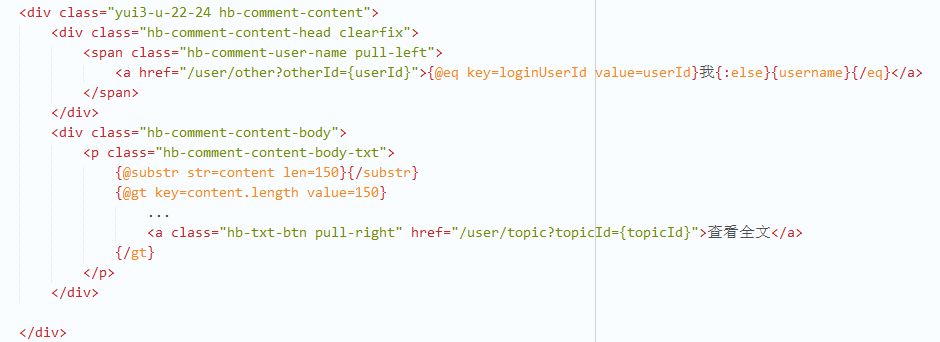 <div class="yui3-u-22-24 hb-comment-content">
    <div class="hb-comment-content-head clearfix">
        <span class="hb-comment-user-name pull-left">
            <a href="/user/other?otherId={userId}">{@eq key=loginUserId value=userId}我{:else}{username}{/eq}</a>
        </span>
    </div>
    <div class="hb-comment-content-body">
        <p class="hb-comment-content-body-txt">
            {@substr str=content len=150}{/substr}
            {@gt key=content.length value=150}
                ...
                <a class="hb-txt-btn pull-right" href="/user/topic?topicId={topicId}">查看全文</a>
            {/gt}
        </p>
    </div>
</div>